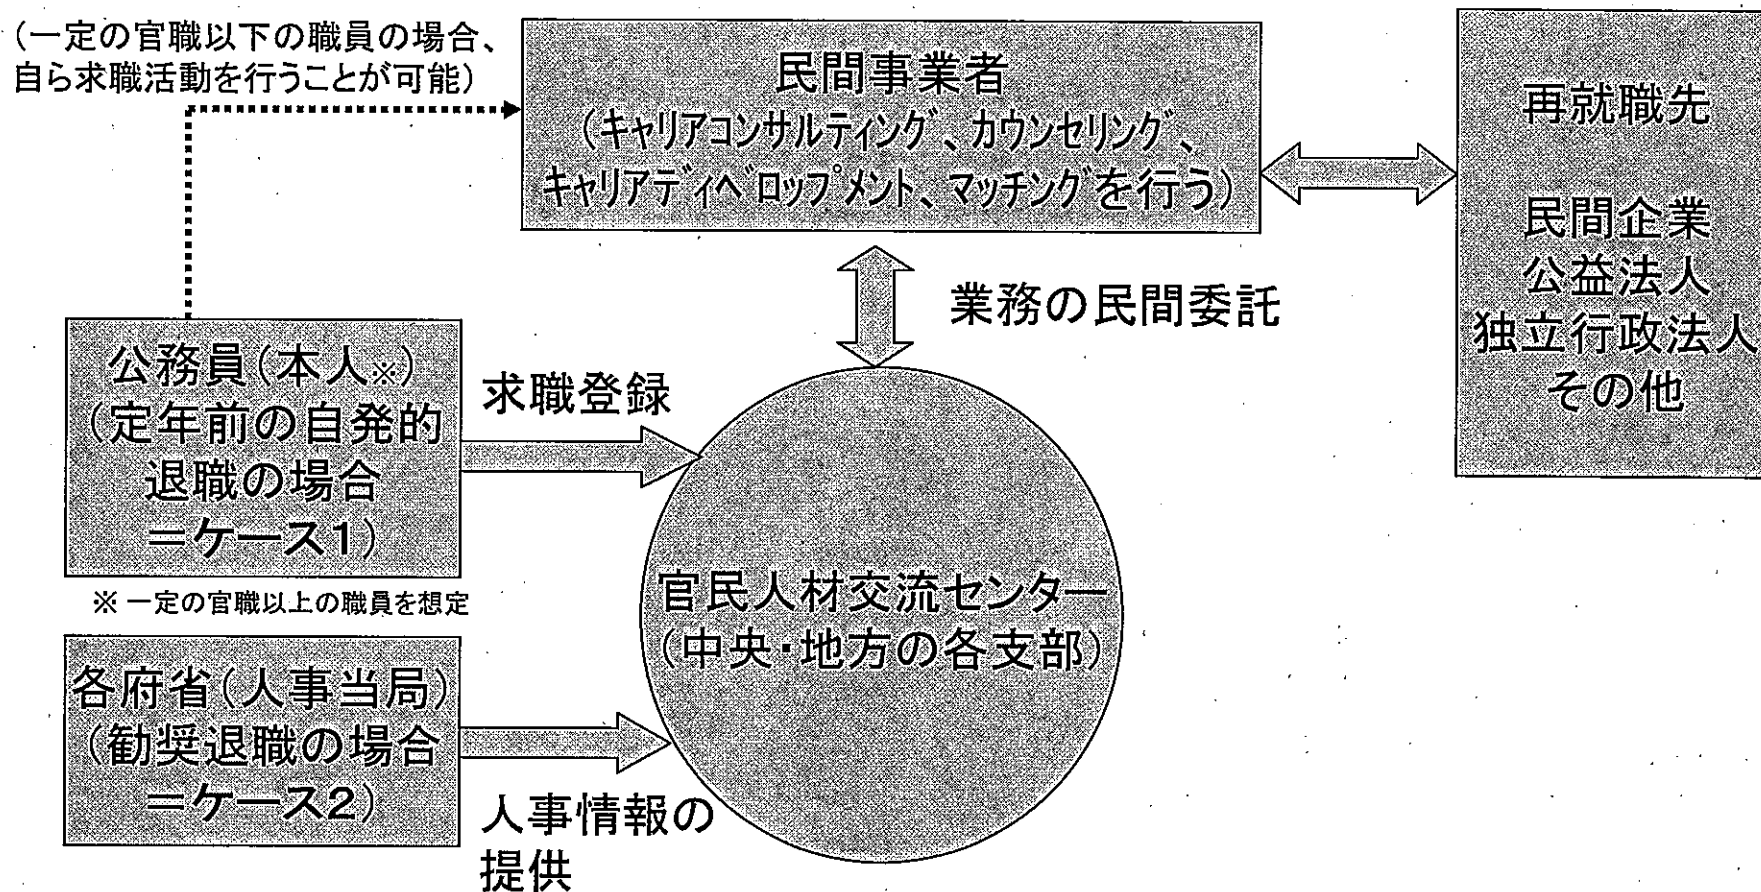 (一定の官職以下の職員の場合、
自ら求職活動を行うことが可能)
民間事業者
(キャリアコンサルティング、カウンセリング、
キャリアディベロップメント、マッチングを行う)
再就職先
民間企業
公益法人
独立行政法人
その他
業務の民間委託
公務員(本人※)
(定年前の自発的
退職の場合
=ケース1)
※ 一定の官職以上の職員を想定
求職登録
官民人材交流センター
(中央・地方の各支部)
各府省(人事当局)
(勧奨退職の場合
=ケース2)
人事情報の
提供